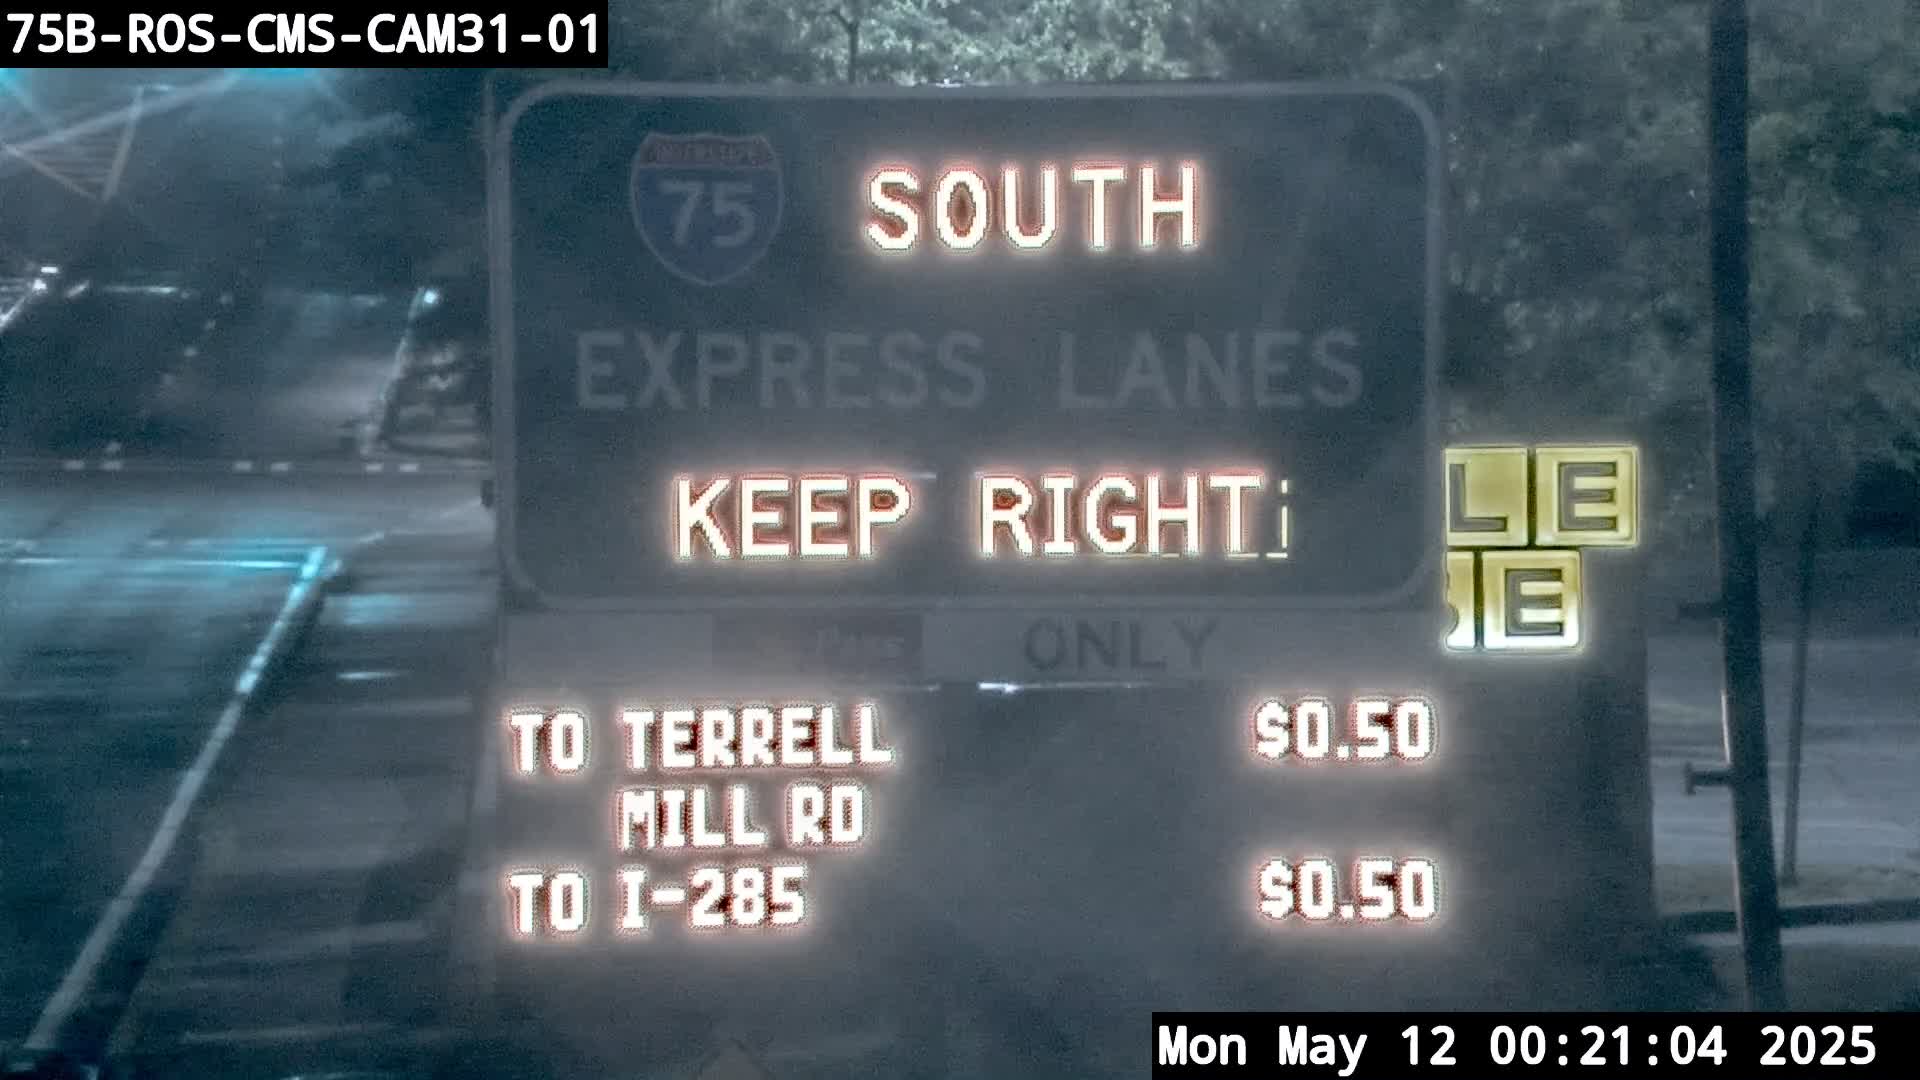 75B-ROS-CMS-CAM31-01
INTERSTATE
75 SOUTH
EXPRESS LANES
KEEP RIGHT
LE
E
ONLY
TO TERRELL $0.50
MILL RD
TO I-285 $0.50
Mon May 12 00:21:04 2025